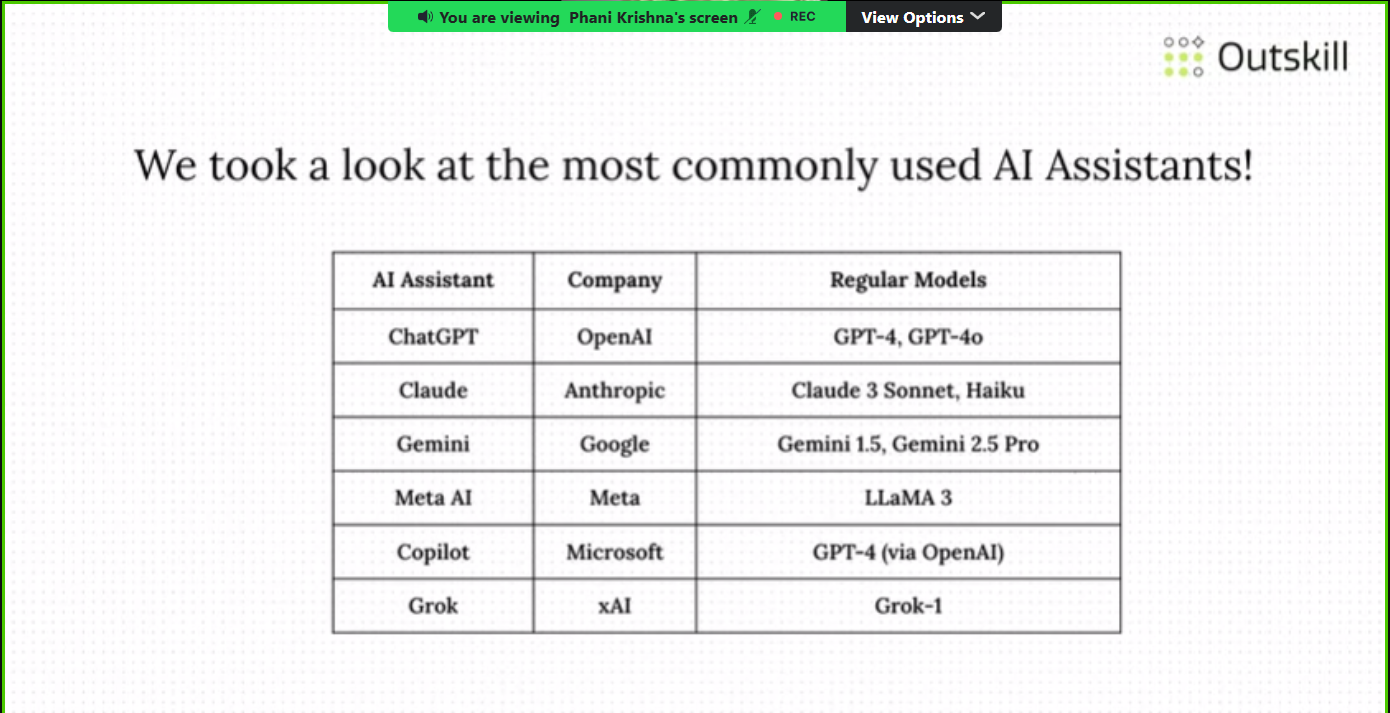 You are viewing Phani Krishna's screen REC View Options
Outskill
We took a look at the most commonly used AI Assistants!
AI Assistant Company Regular Models
ChatGPT OpenAI GPT-4, GPT-4o
Claude Anthropic Claude 3 Sonnet, Haiku
Gemini Google Gemini 1.5, Gemini 2.5 Pro
Meta AI Meta LLaMA 3
Copilot Microsoft GPT-4 (via OpenAI)
Grok xAI Grok-1